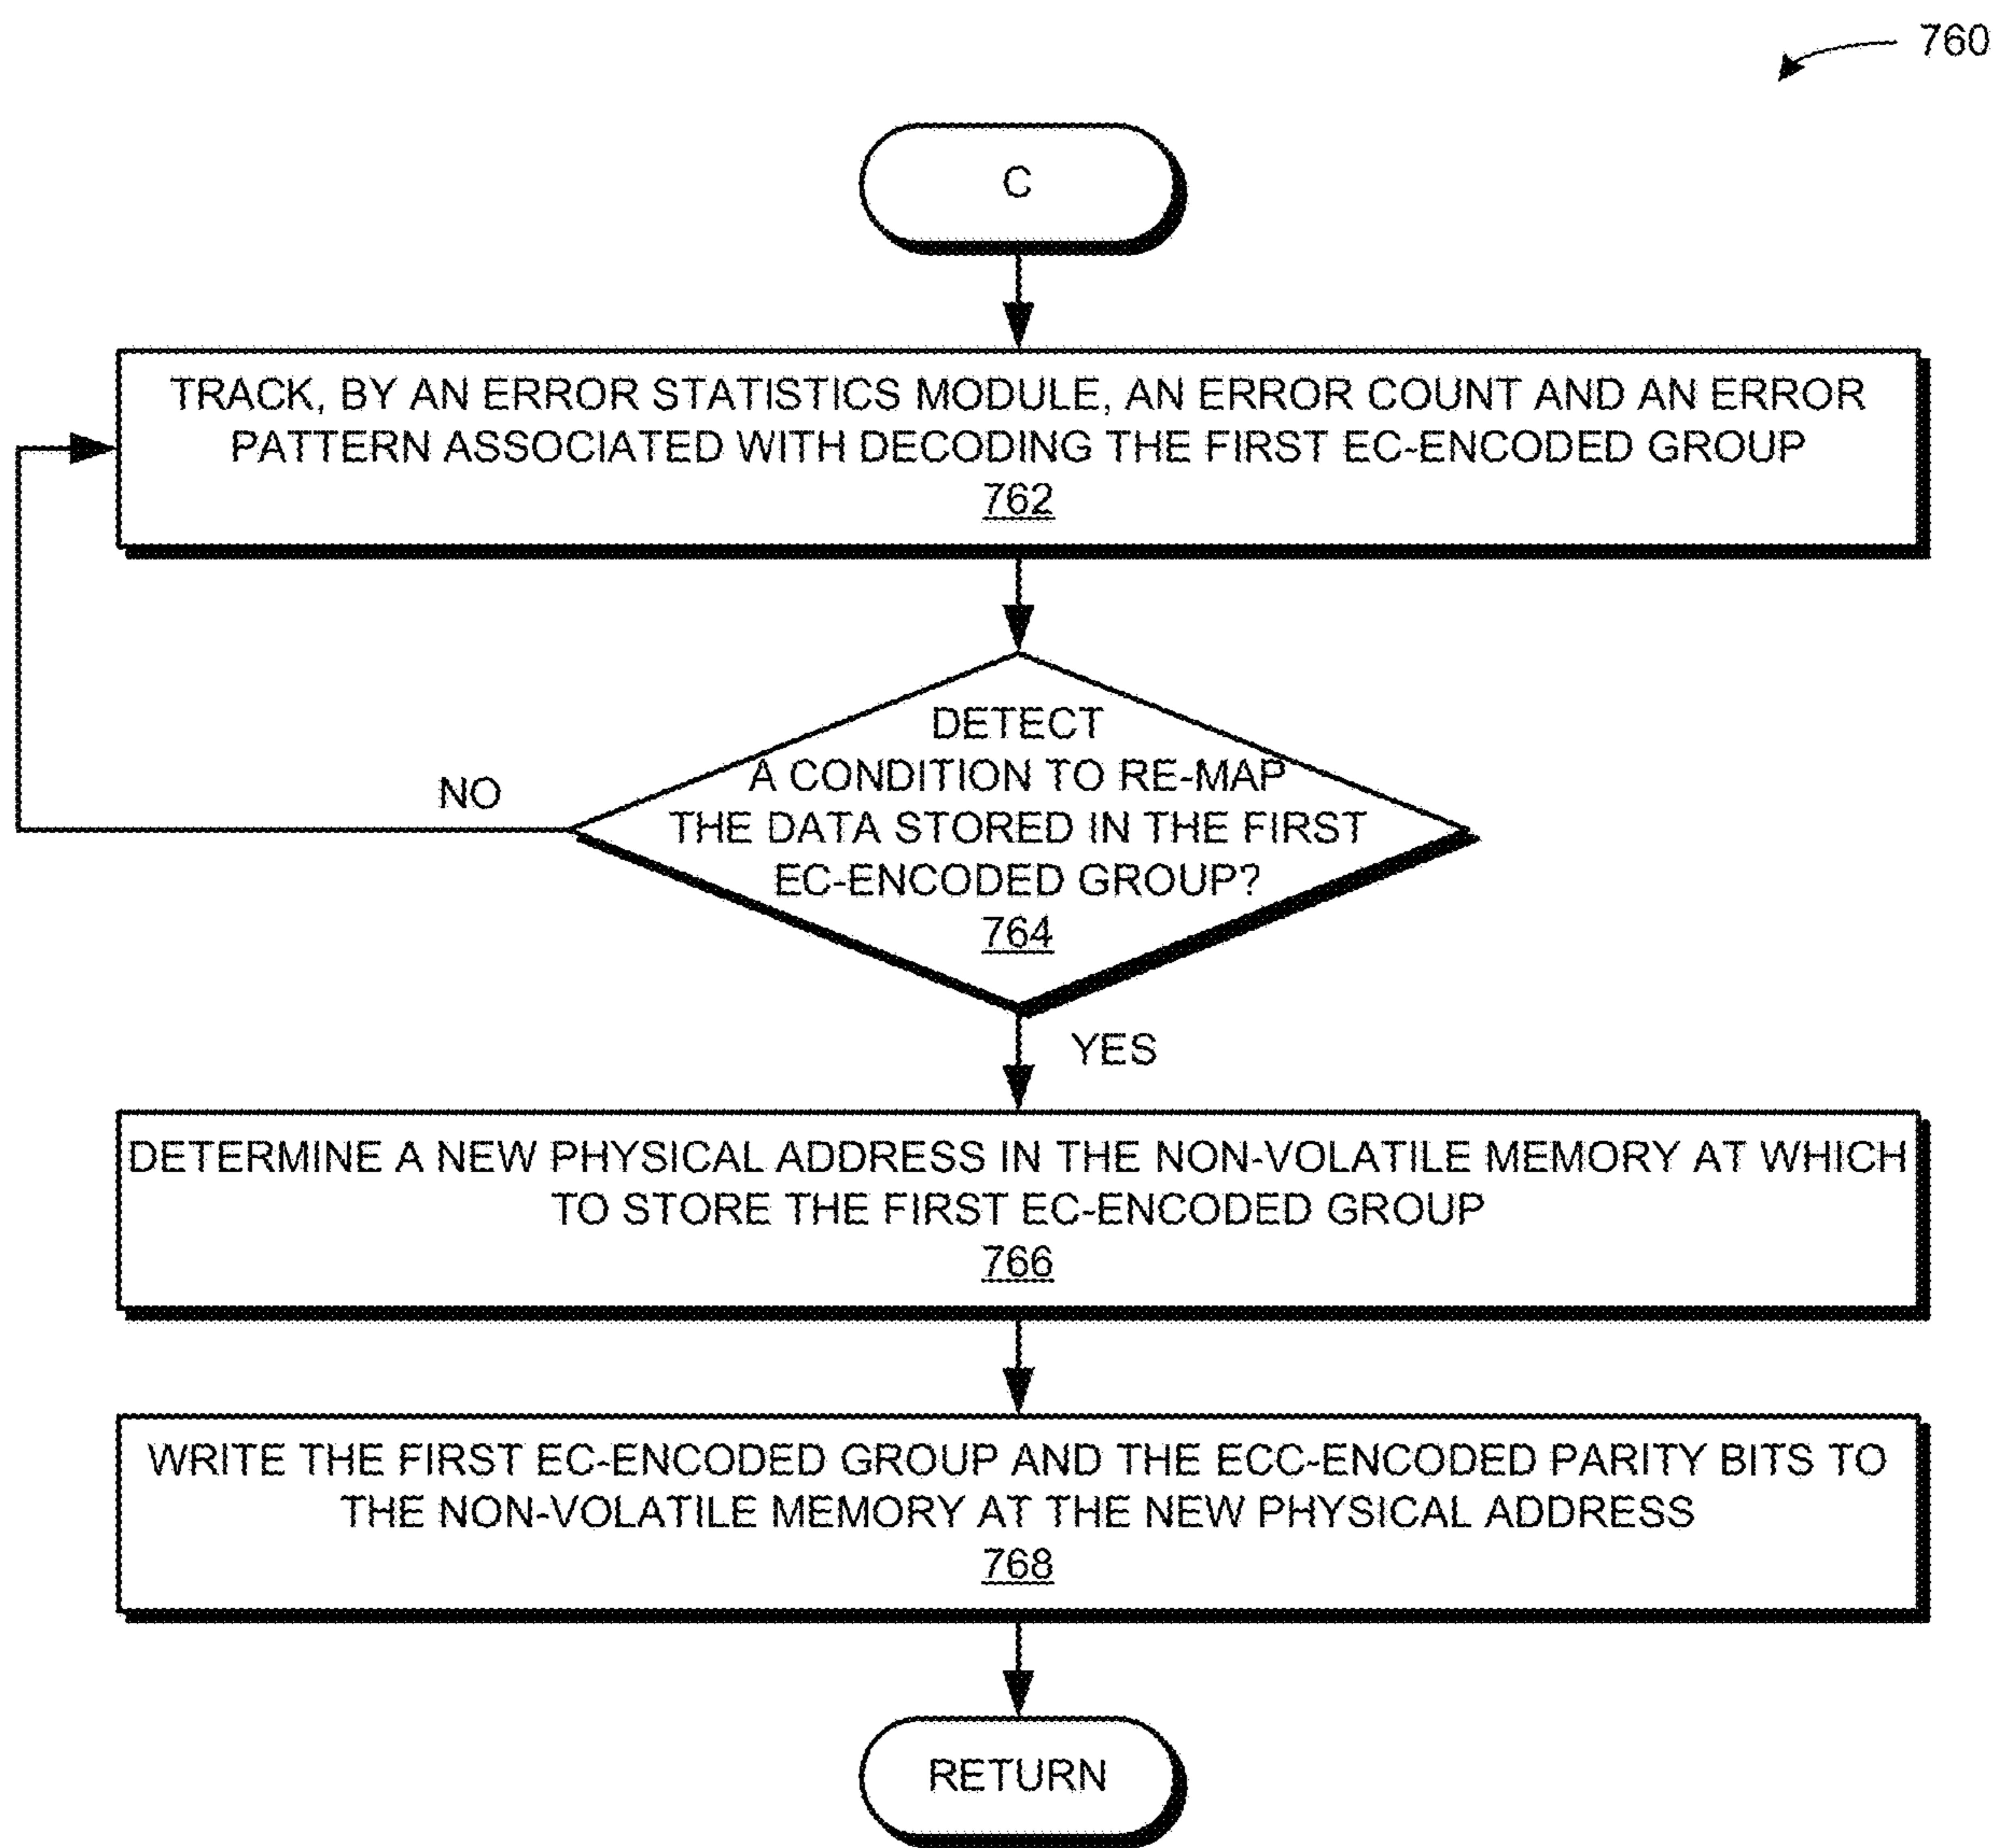 760
C
TRACK, BY AN ERROR STATISTICS MODULE, AN ERROR COUNT AND AN ERROR
PATTERN ASSOCIATED WITH DECODING THE FIRST EC-ENCODED GROUP
762
DETECT
A CONDITION TO RE-MAP
THE DATA STORED IN THE FIRST
EC-ENCODED GROUP?
764
NO
YES
DETERMINE A NEW PHYSICAL ADDRESS IN THE NON-VOLATILE MEMORY AT WHICH
TO STORE THE FIRST EC-ENCODED GROUP
766
WRITE THE FIRST EC-ENCODED GROUP AND THE ECC-ENCODED PARITY BITS TO
THE NON-VOLATILE MEMORY AT THE NEW PHYSICAL ADDRESS
768
RETURN